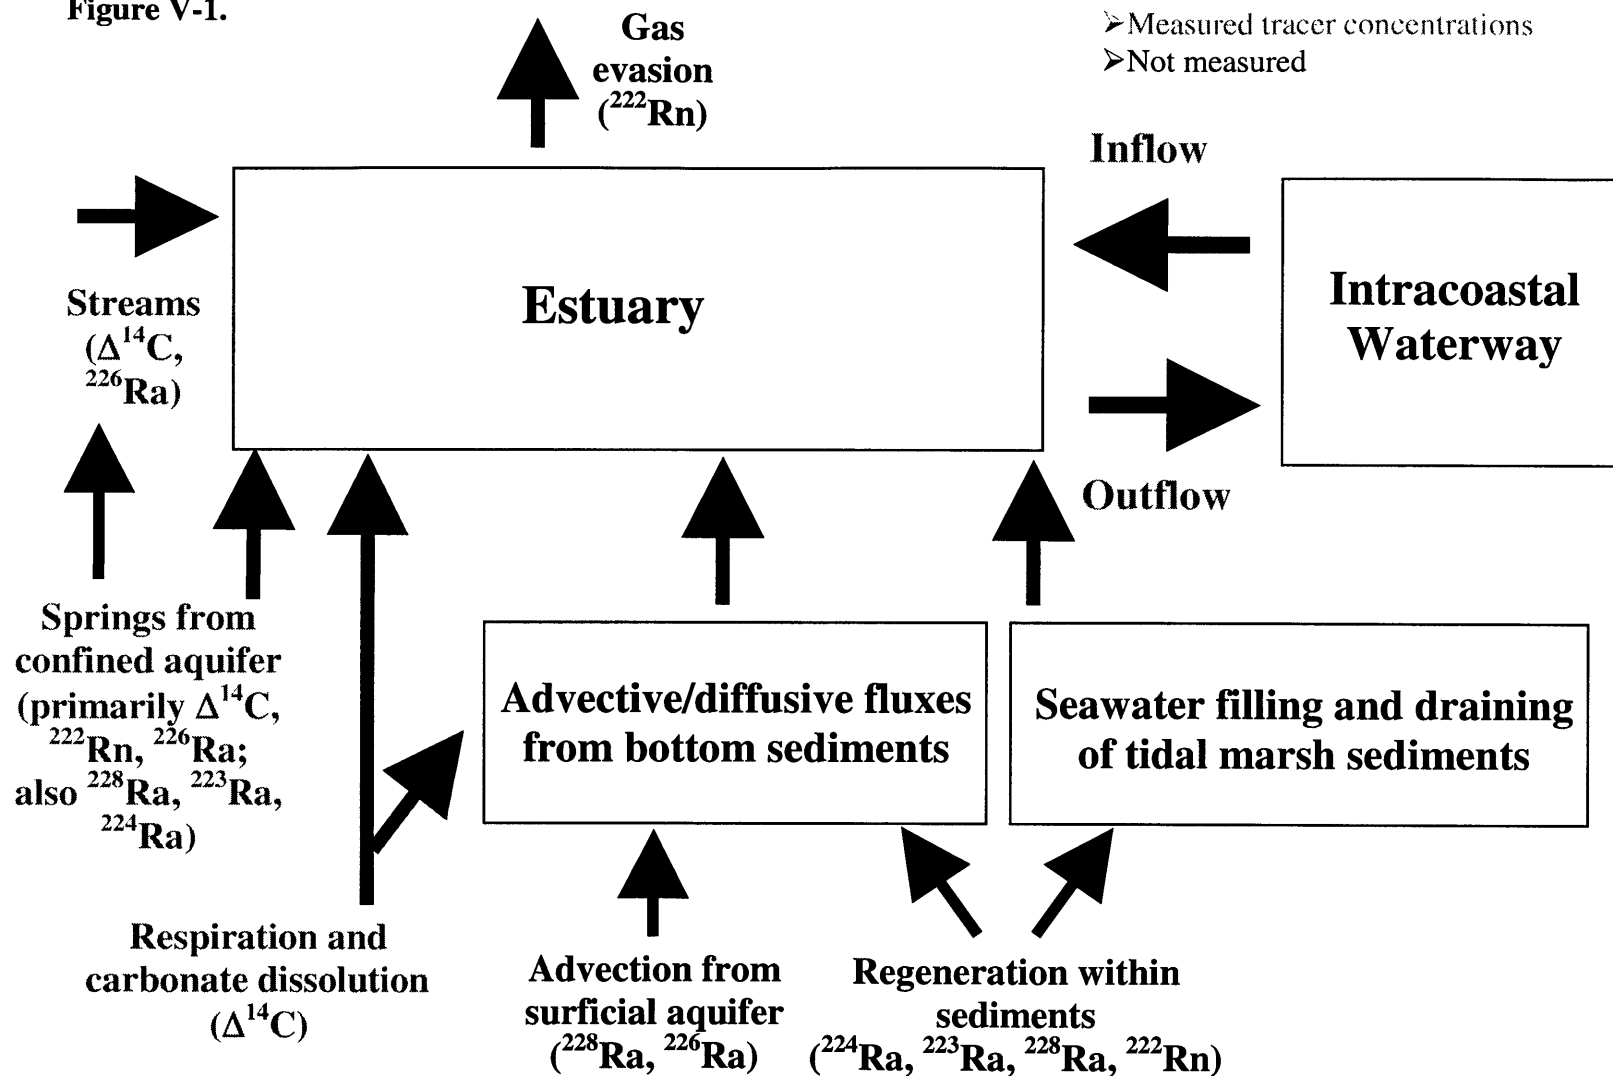 Figure V-1.
Gas
evasion
(²²²Rn)
➢Measured tracer concentrations
➢Not measured
Inflow
Streams
(Δ¹⁴C,
²²⁶Ra)
Estuary
Intracoastal
Waterway
Outflow
Springs from
confined aquifer
(primarily Δ¹⁴C,
²²²Rn, ²²⁶Ra;
also ²²⁸Ra, ²²³Ra,
²²⁴Ra)
Advective/diffusive fluxes
from bottom sediments
Seawater filling and draining
of tidal marsh sediments
Respiration and
carbonate dissolution
(Δ¹⁴C)
Advection from
surficial aquifer
(²²⁸Ra, ²²⁶Ra)
Regeneration within
sediments
(²²⁴Ra, ²²³Ra, ²²⁸Ra, ²²²Rn)